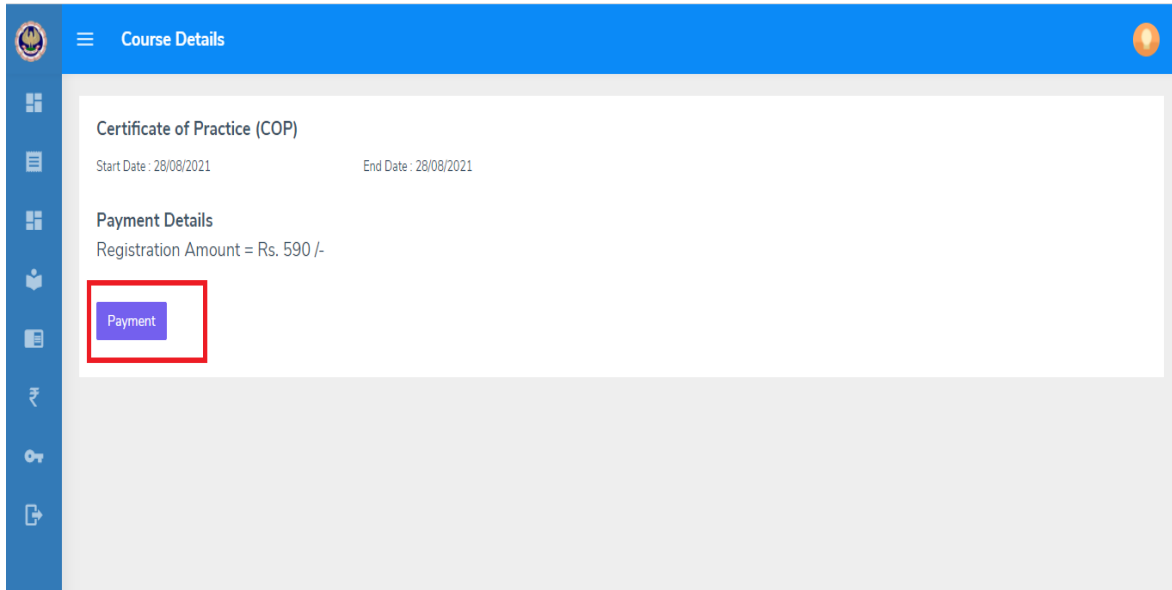 Course Details
Certificate of Practice (COP)
Start Date : 28/08/2021 End Date : 28/08/2021
Payment Details
Registration Amount = Rs. 590 /-
Payment
₹